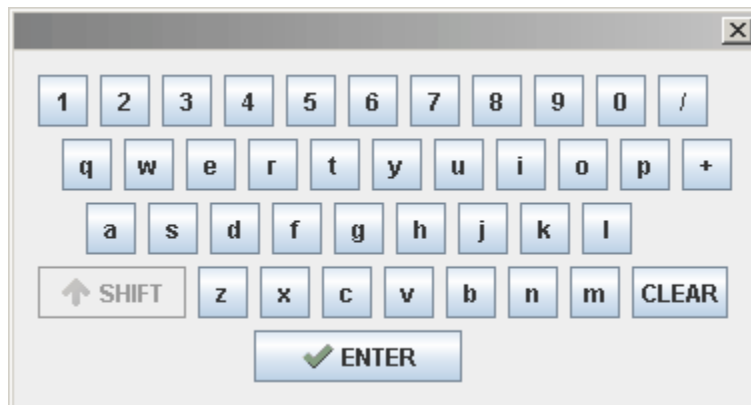 1 2 3 4 5 6 7 8 9 0 /
q w e r t y u i o p +
a s d f g h j k l
SHIFT z x c v b n m CLEAR
ENTER